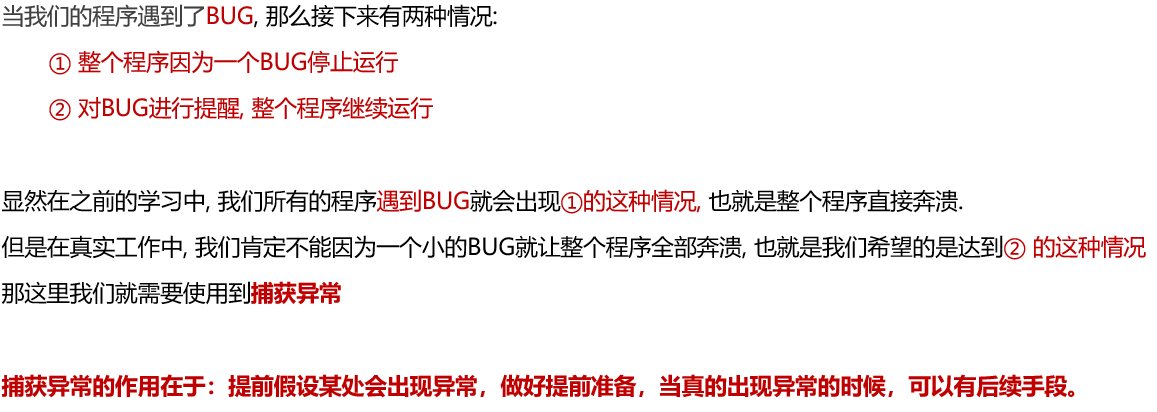 当我们的程序遇到了BUG, 那么接下来有两种情况:
① 整个程序因为一个BUG停止运行
② 对BUG进行提醒, 整个程序继续运行
显然在之前的学习中, 我们所有的程序遇到BUG就会出现①的这种情况, 也就是整个程序直接奔溃.
但是在真实工作中, 我们肯定不能因为一个小的BUG就让整个程序全部奔溃, 也就是我们希望的是达到② 的这种情况
那这里我们就需要使用到捕获异常
捕获异常的作用在于：提前假设某处会出现异常，做好提前准备，当真的出现异常的时候，可以有后续手段。